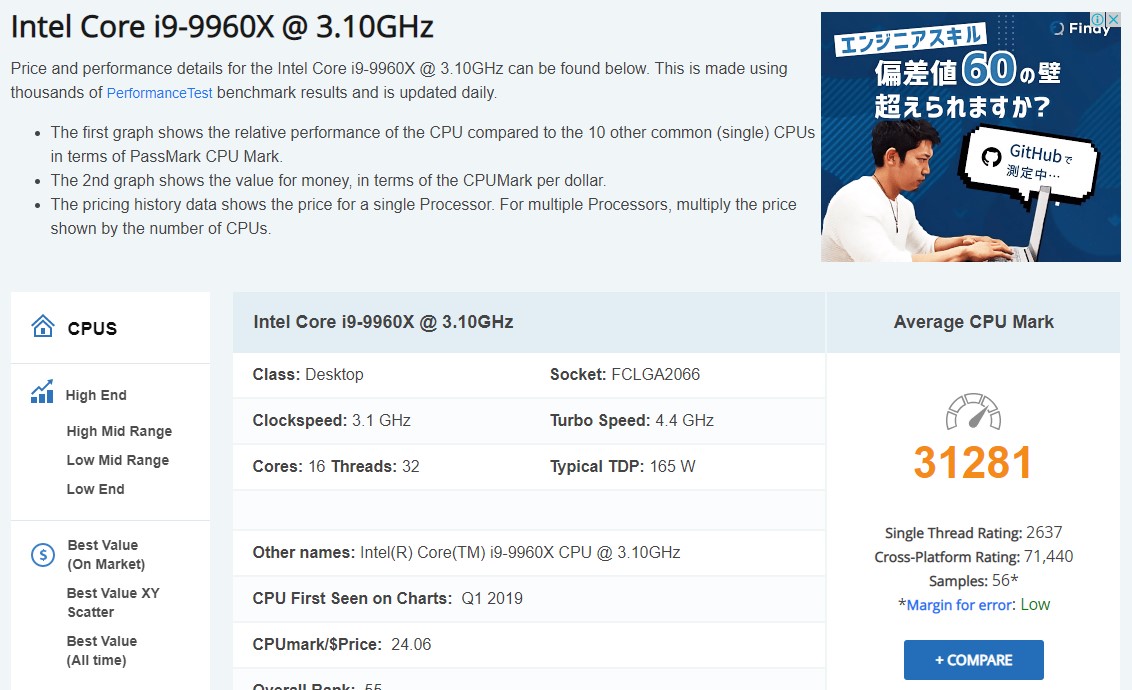 Intel Core i9-9960X @ 3.10GHz
Price and performance details for the Intel Core i9-9960X @ 3.10GHz can be found below. This is made using
thousands of PerformanceTest benchmark results and is updated daily.
The first graph shows the relative performance of the CPU compared to the 10 other common (single) CPUs
in terms of PassMark CPU Mark.
The 2nd graph shows the value for money, in terms of the CPUMark per dollar.
The pricing history data shows the price for a single Processor. For multiple Processors, multiply the price
shown by the number of CPUs.
Findy
エンジニアスキル
偏差値60の壁
超えられますか?
GitHubで
測定中…
CPUS
High End
High Mid Range
Low Mid Range
Low End
Best Value
(On Market)
Best Value XY
Scatter
Best Value
(All time)
Intel Core i9-9960X @ 3.10GHz
Class: Desktop
Socket: FCLGA2066
Clockspeed: 3.1 GHz
Turbo Speed: 4.4 GHz
Cores: 16 Threads: 32
Typical TDP: 165 W
Other names: Intel(R) Core(TM) i9-9960X CPU @ 3.10GHz
CPU First Seen on Charts: Q1 2019
CPUmark/$Price: 24.06
Overall Rank: 55
Average CPU Mark
31281
Single Thread Rating: 2637
Cross-Platform Rating: 71,440
Samples: 56*
*Margin for error: Low
+ COMPARE